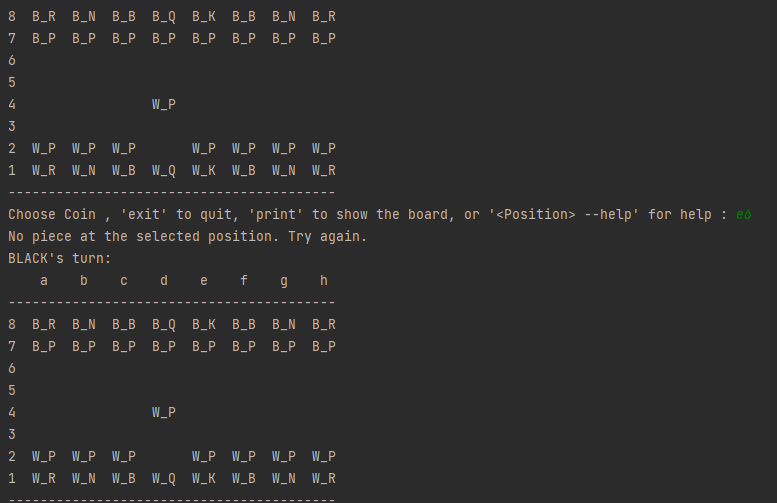 8  B_R  B_N  B_B  B_Q  B_K  B_B  B_N  B_R
7  B_P  B_P  B_P  B_P  B_P  B_P  B_P  B_P
6
5
4                 W_P
3
2  W_P  W_P  W_P       W_P  W_P  W_P  W_P
1  W_R  W_N  W_B  W_Q  W_K  W_B  W_N  W_R
-----------------------------------------
Choose Coin , 'exit' to quit, 'print' to show the board, or '<Position> --help' for help : e6
No piece at the selected position. Try again.
BLACK's turn:
    a    b    c    d    e    f    g    h
-----------------------------------------
8  B_R  B_N  B_B  B_Q  B_K  B_B  B_N  B_R
7  B_P  B_P  B_P  B_P  B_P  B_P  B_P  B_P
6
5
4                 W_P
3
2  W_P  W_P  W_P       W_P  W_P  W_P  W_P
1  W_R  W_N  W_B  W_Q  W_K  W_B  W_N  W_R
-----------------------------------------